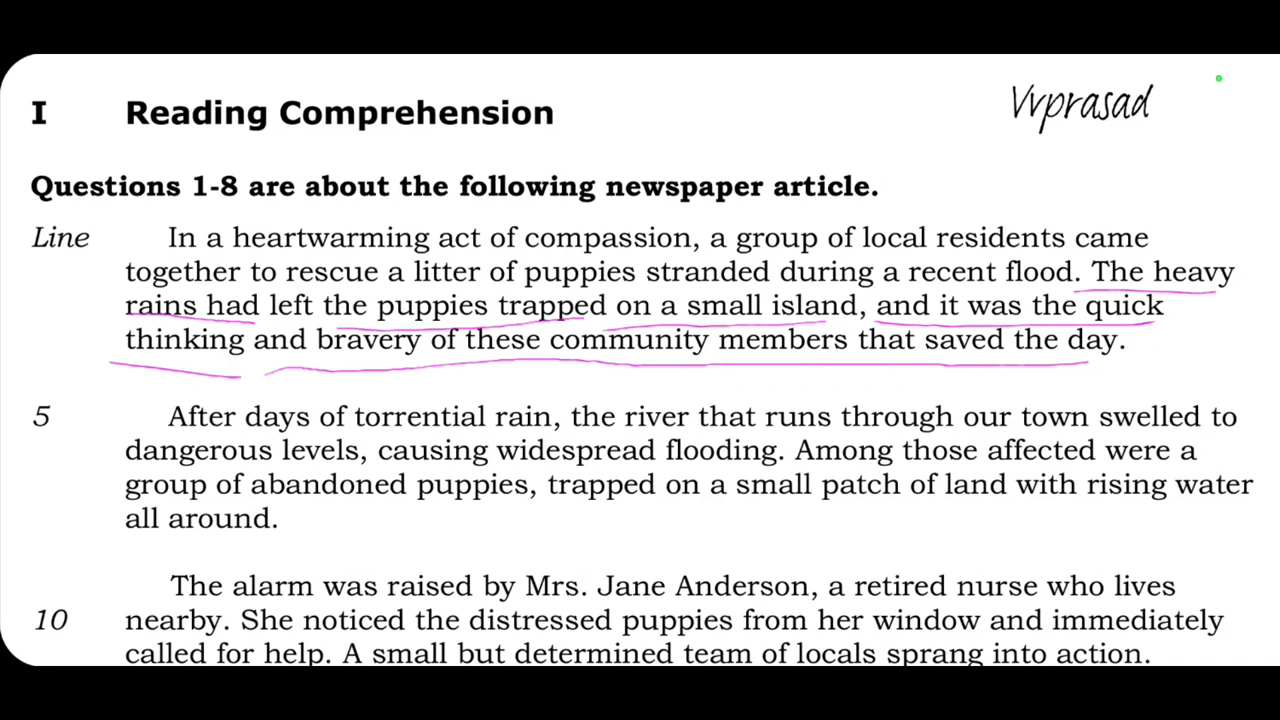 I Reading Comprehension
Vvprasad
Questions 1-8 are about the following newspaper article.
Line In a heartwarming act of compassion, a group of local residents came
together to rescue a litter of puppies stranded during a recent flood. The heavy
rains had left the puppies trapped on a small island, and it was the quick
thinking and bravery of these community members that saved the day.
5 After days of torrential rain, the river that runs through our town swelled to
dangerous levels, causing widespread flooding. Among those affected were a
group of abandoned puppies, trapped on a small patch of land with rising water
all around.
The alarm was raised by Mrs. Jane Anderson, a retired nurse who lives
10 nearby. She noticed the distressed puppies from her window and immediately
called for help. A small but determined team of locals sprang into action.